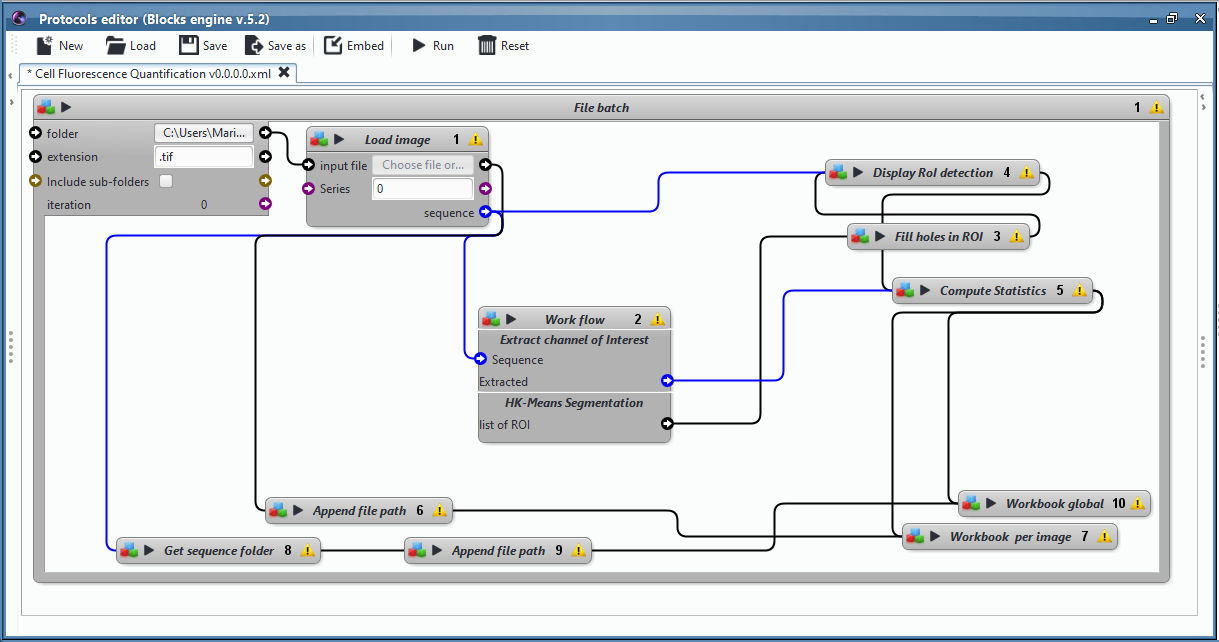 Protocols editor (Blocks engine v.5.2)
New Load Save Save as Embed Run Reset
* Cell Fluorescence Quantification v0.0.0.0.xml
File batch 1
folder C:\Users\Mari...
extension .tif
Include sub-folders
iteration 0
Load image 1
input file Choose file or...
Series 0
sequence
Display RoI detection 4
Fill holes in ROI 3
Compute Statistics 5
Work flow 2
Extract channel of Interest
Sequence
Extracted
HK-Means Segmentation
list of ROI
Append file path 6
Workbook global 10
Workbook per image 7
Get sequence folder 8
Append file path 9